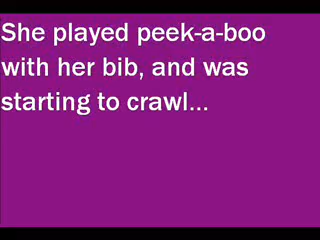 She played peek-a-boo
with her bib, and was
starting to crawl...